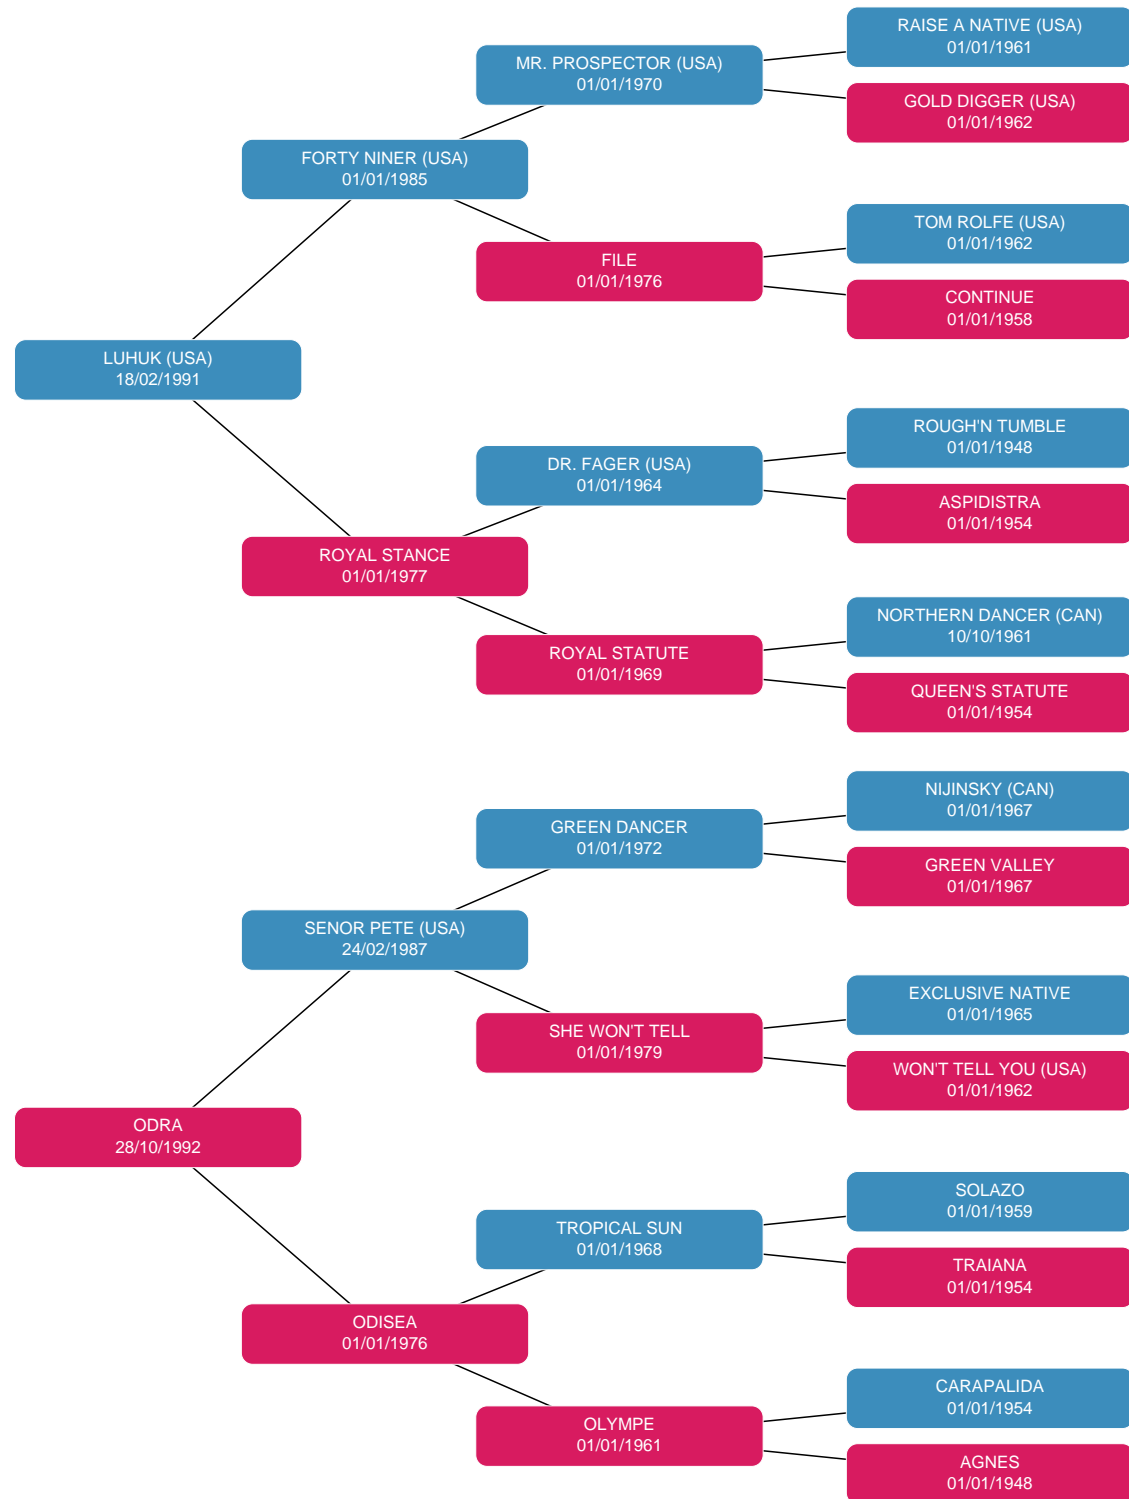 RAISE A NATIVE (USA)
01/01/1961
MR. PROSPECTOR (USA)
01/01/1970
GOLD DIGGER (USA)
01/01/1962
FORTY NINER (USA)
01/01/1985
TOM ROLFE (USA)
01/01/1962
FILE
01/01/1976
CONTINUE
01/01/1958
LUHUK (USA)
18/02/1991
ROUGH'N TUMBLE
01/01/1948
DR. FAGER (USA)
01/01/1964
ASPIDISTRA
01/01/1954
ROYAL STANCE
01/01/1977
NORTHERN DANCER (CAN)
10/10/1961
ROYAL STATUTE
01/01/1969
QUEEN'S STATUTE
01/01/1954
NIJINSKY (CAN)
01/01/1967
GREEN DANCER
01/01/1972
GREEN VALLEY
01/01/1967
SENOR PETE (USA)
24/02/1987
EXCLUSIVE NATIVE
01/01/1965
SHE WON'T TELL
01/01/1979
WON'T TELL YOU (USA)
01/01/1962
ODRA
28/10/1992
SOLAZO
01/01/1959
TROPICAL SUN
01/01/1968
TRAIANA
01/01/1954
ODISEA
01/01/1976
CARAPALIDA
01/01/1954
OLYMPE
01/01/1961
AGNES
01/01/1948